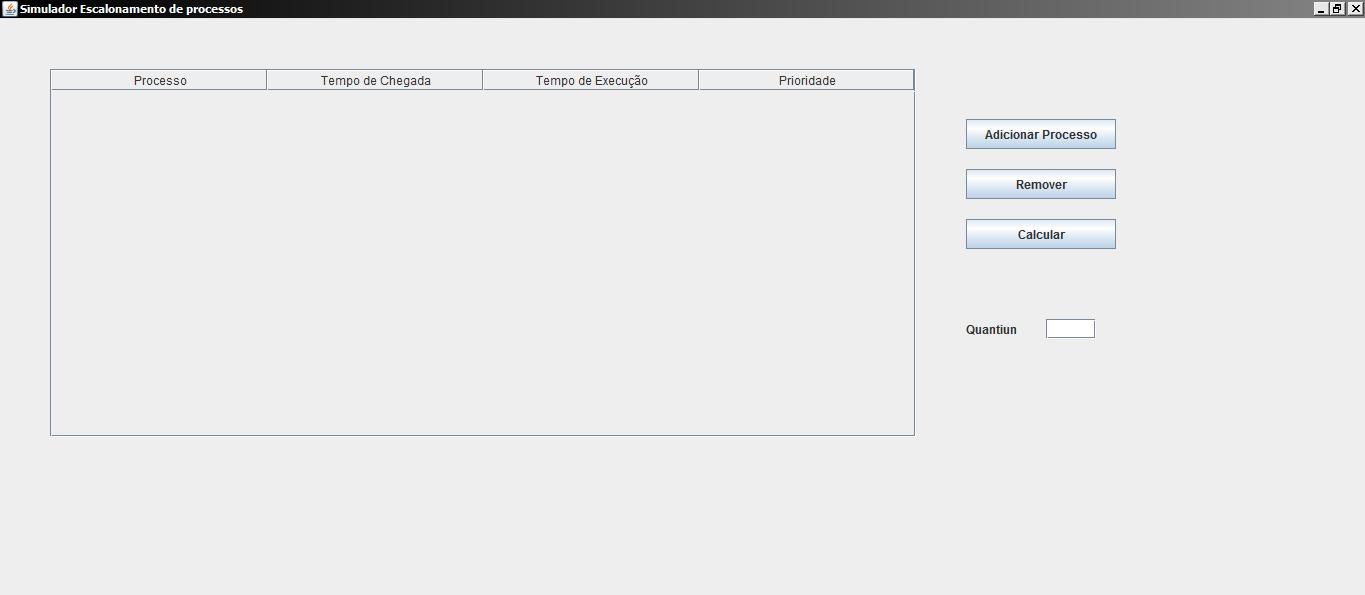 Simulador Escalonamento de processos
Processo Tempo de Chegada Tempo de Execução Prioridade
Adicionar Processo
Remover
Calcular
Quantiun